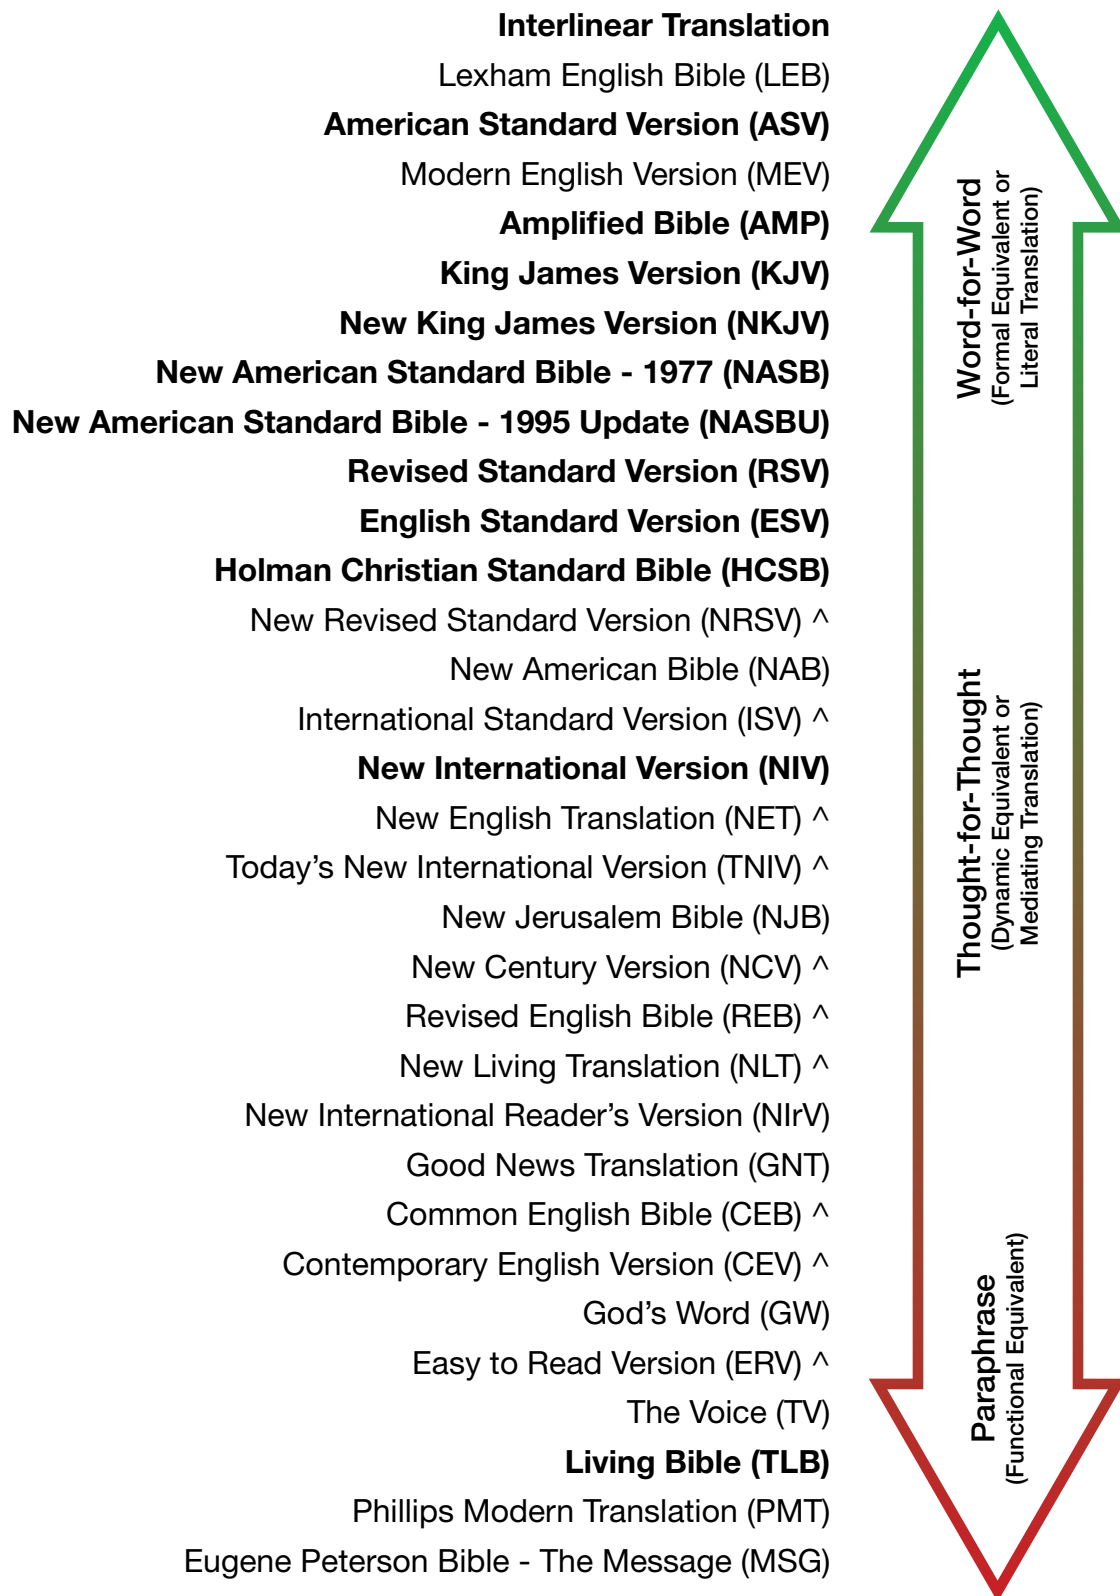 Interlinear Translation
Lexham English Bible (LEB)
American Standard Version (ASV)
Modern English Version (MEV)
Amplified Bible (AMP)
King James Version (KJV)
New King James Version (NKJV)
New American Standard Bible - 1977 (NASB)
New American Standard Bible - 1995 Update (NASBU)
Revised Standard Version (RSV)
English Standard Version (ESV)
Holman Christian Standard Bible (HCSB)
New Revised Standard Version (NRSV) ^
New American Bible (NAB)
International Standard Version (ISV) ^
New International Version (NIV)
New English Translation (NET) ^
Today’s New International Version (TNIV) ^
New Jerusalem Bible (NJB)
New Century Version (NCV) ^
Revised English Bible (REB) ^
New Living Translation (NLT) ^
New International Reader’s Version (NIrV)
Good News Translation (GNT)
Common English Bible (CEB) ^
Contemporary English Version (CEV) ^
God’s Word (GW)
Easy to Read Version (ERV) ^
The Voice (TV)
Living Bible (TLB)
Phillips Modern Translation (PMT)
Eugene Peterson Bible - The Message (MSG)
Word-for-Word
(Formal Equivalent or
Literal Translation)
Thought-for-Thought
(Dynamic Equivalent or
Mediating Translation)
Paraphrase
(Functional Equivalent)